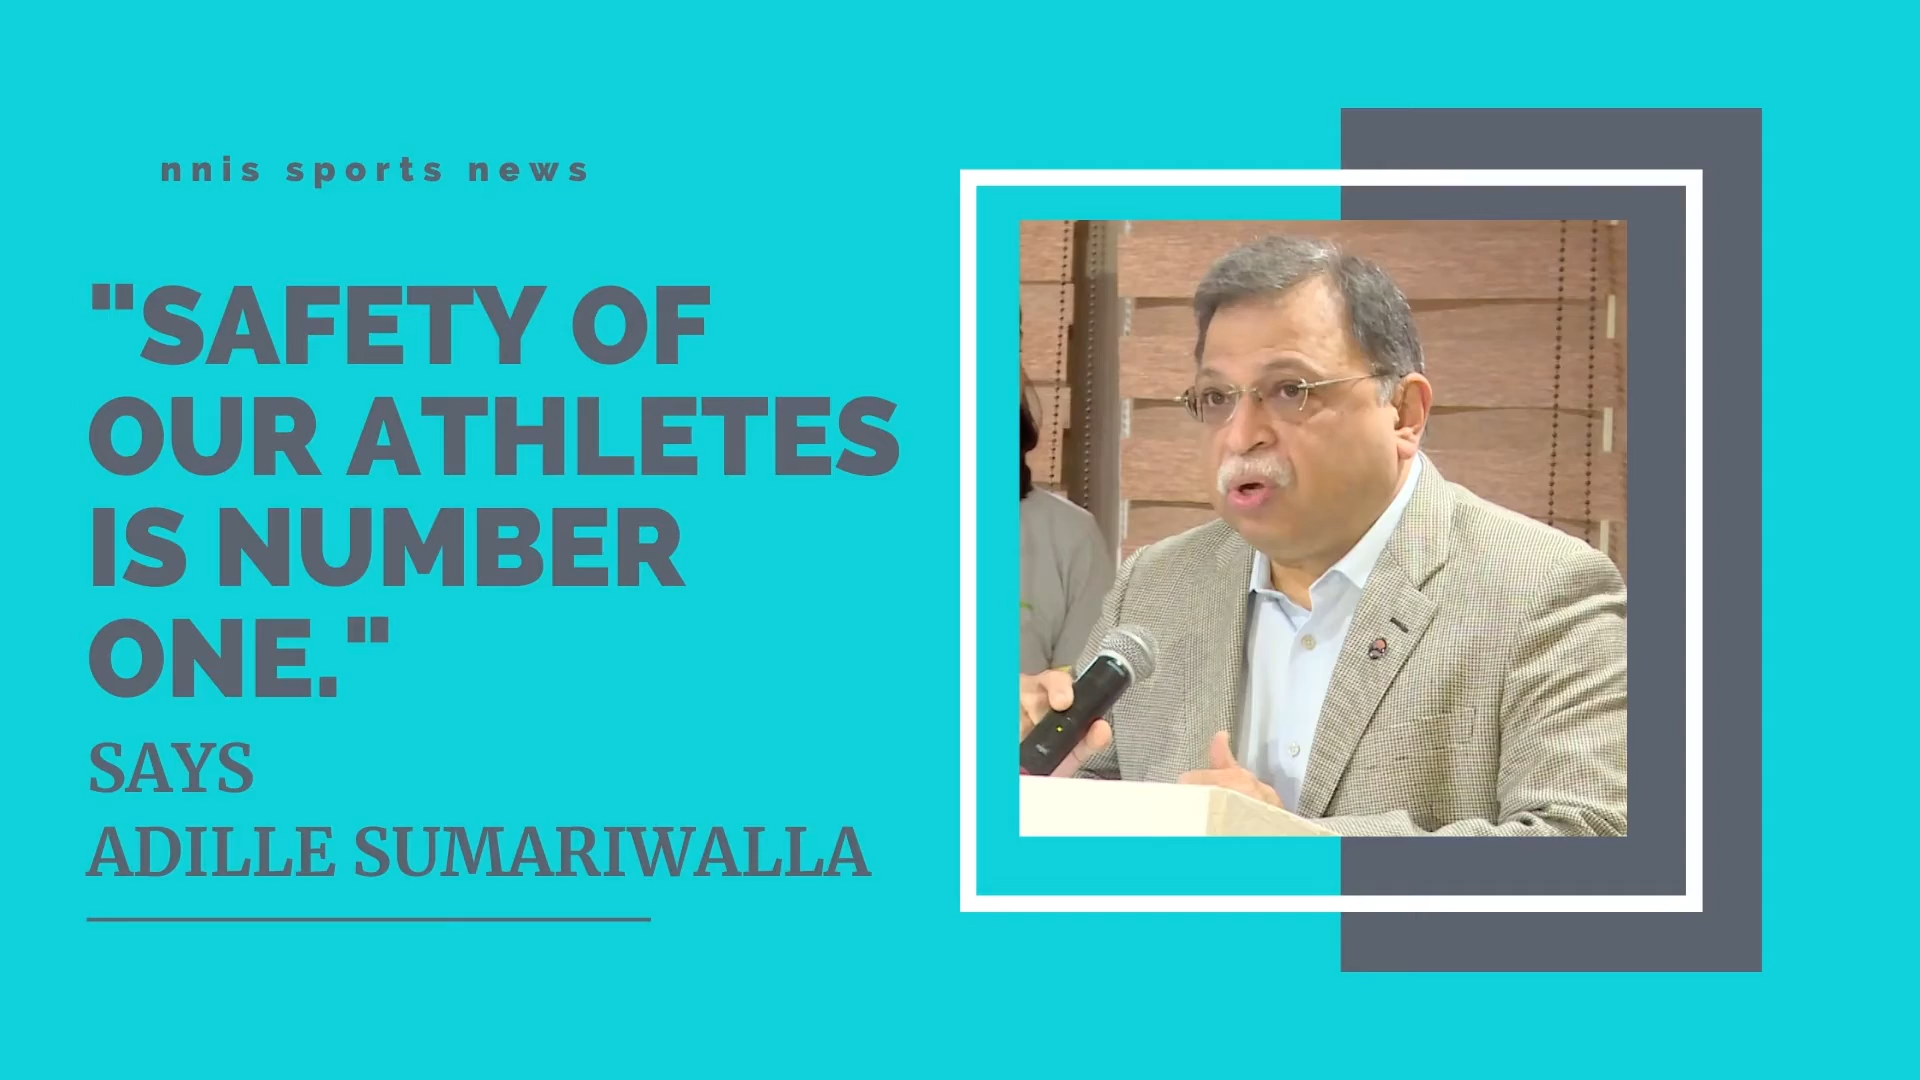 nnis sports news
"SAFETY OF
OUR ATHLETES
IS NUMBER
ONE."
SAYS
ADILLE SUMARIWALLA